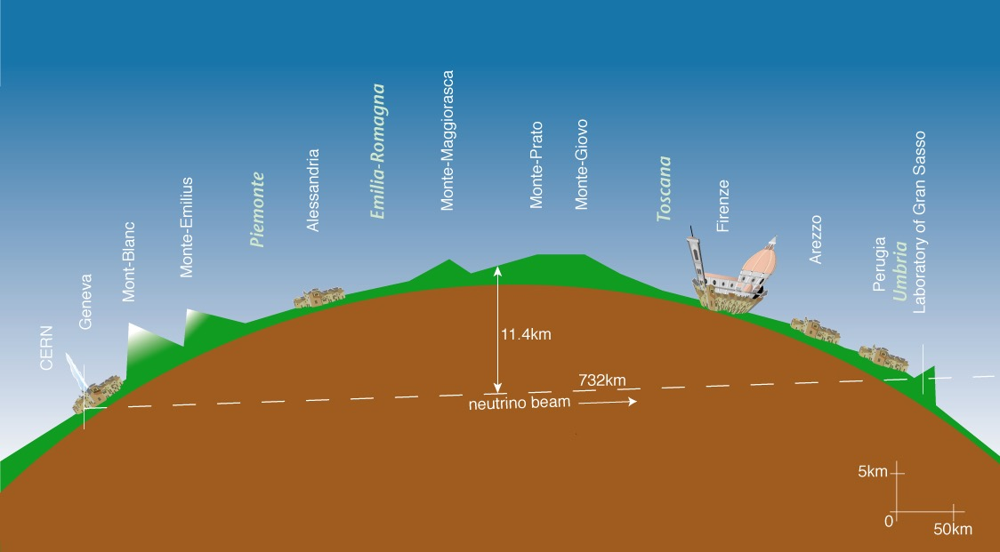 CERN
Geneva
Mont-Blanc
Monte-Emilius
Piemonte
Alessandria
Emilia-Romagna
Monte-Maggiorasca
Monte-Prato
Monte-Giovo
Toscana
Firenze
Arezzo
Perugia
Umbria
Laboratory of Gran Sasso
11.4km
732km
neutrino beam
5km
0
50km